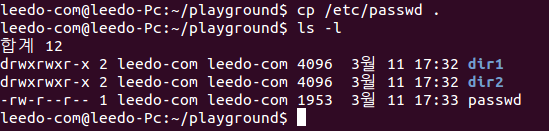 leedo-com@leedo-Pc:~/playground$ cp /etc/passwd .
leedo-com@leedo-Pc:~/playground$ ls -l
합계 12
drwxrwxr-x 2 leedo-com leedo-com 4096  3월 11 17:32 dir1
drwxrwxr-x 2 leedo-com leedo-com 4096  3월 11 17:32 dir2
-rw-r--r-- 1 leedo-com leedo-com 1953  3월 11 17:33 passwd
leedo-com@leedo-Pc:~/playground$